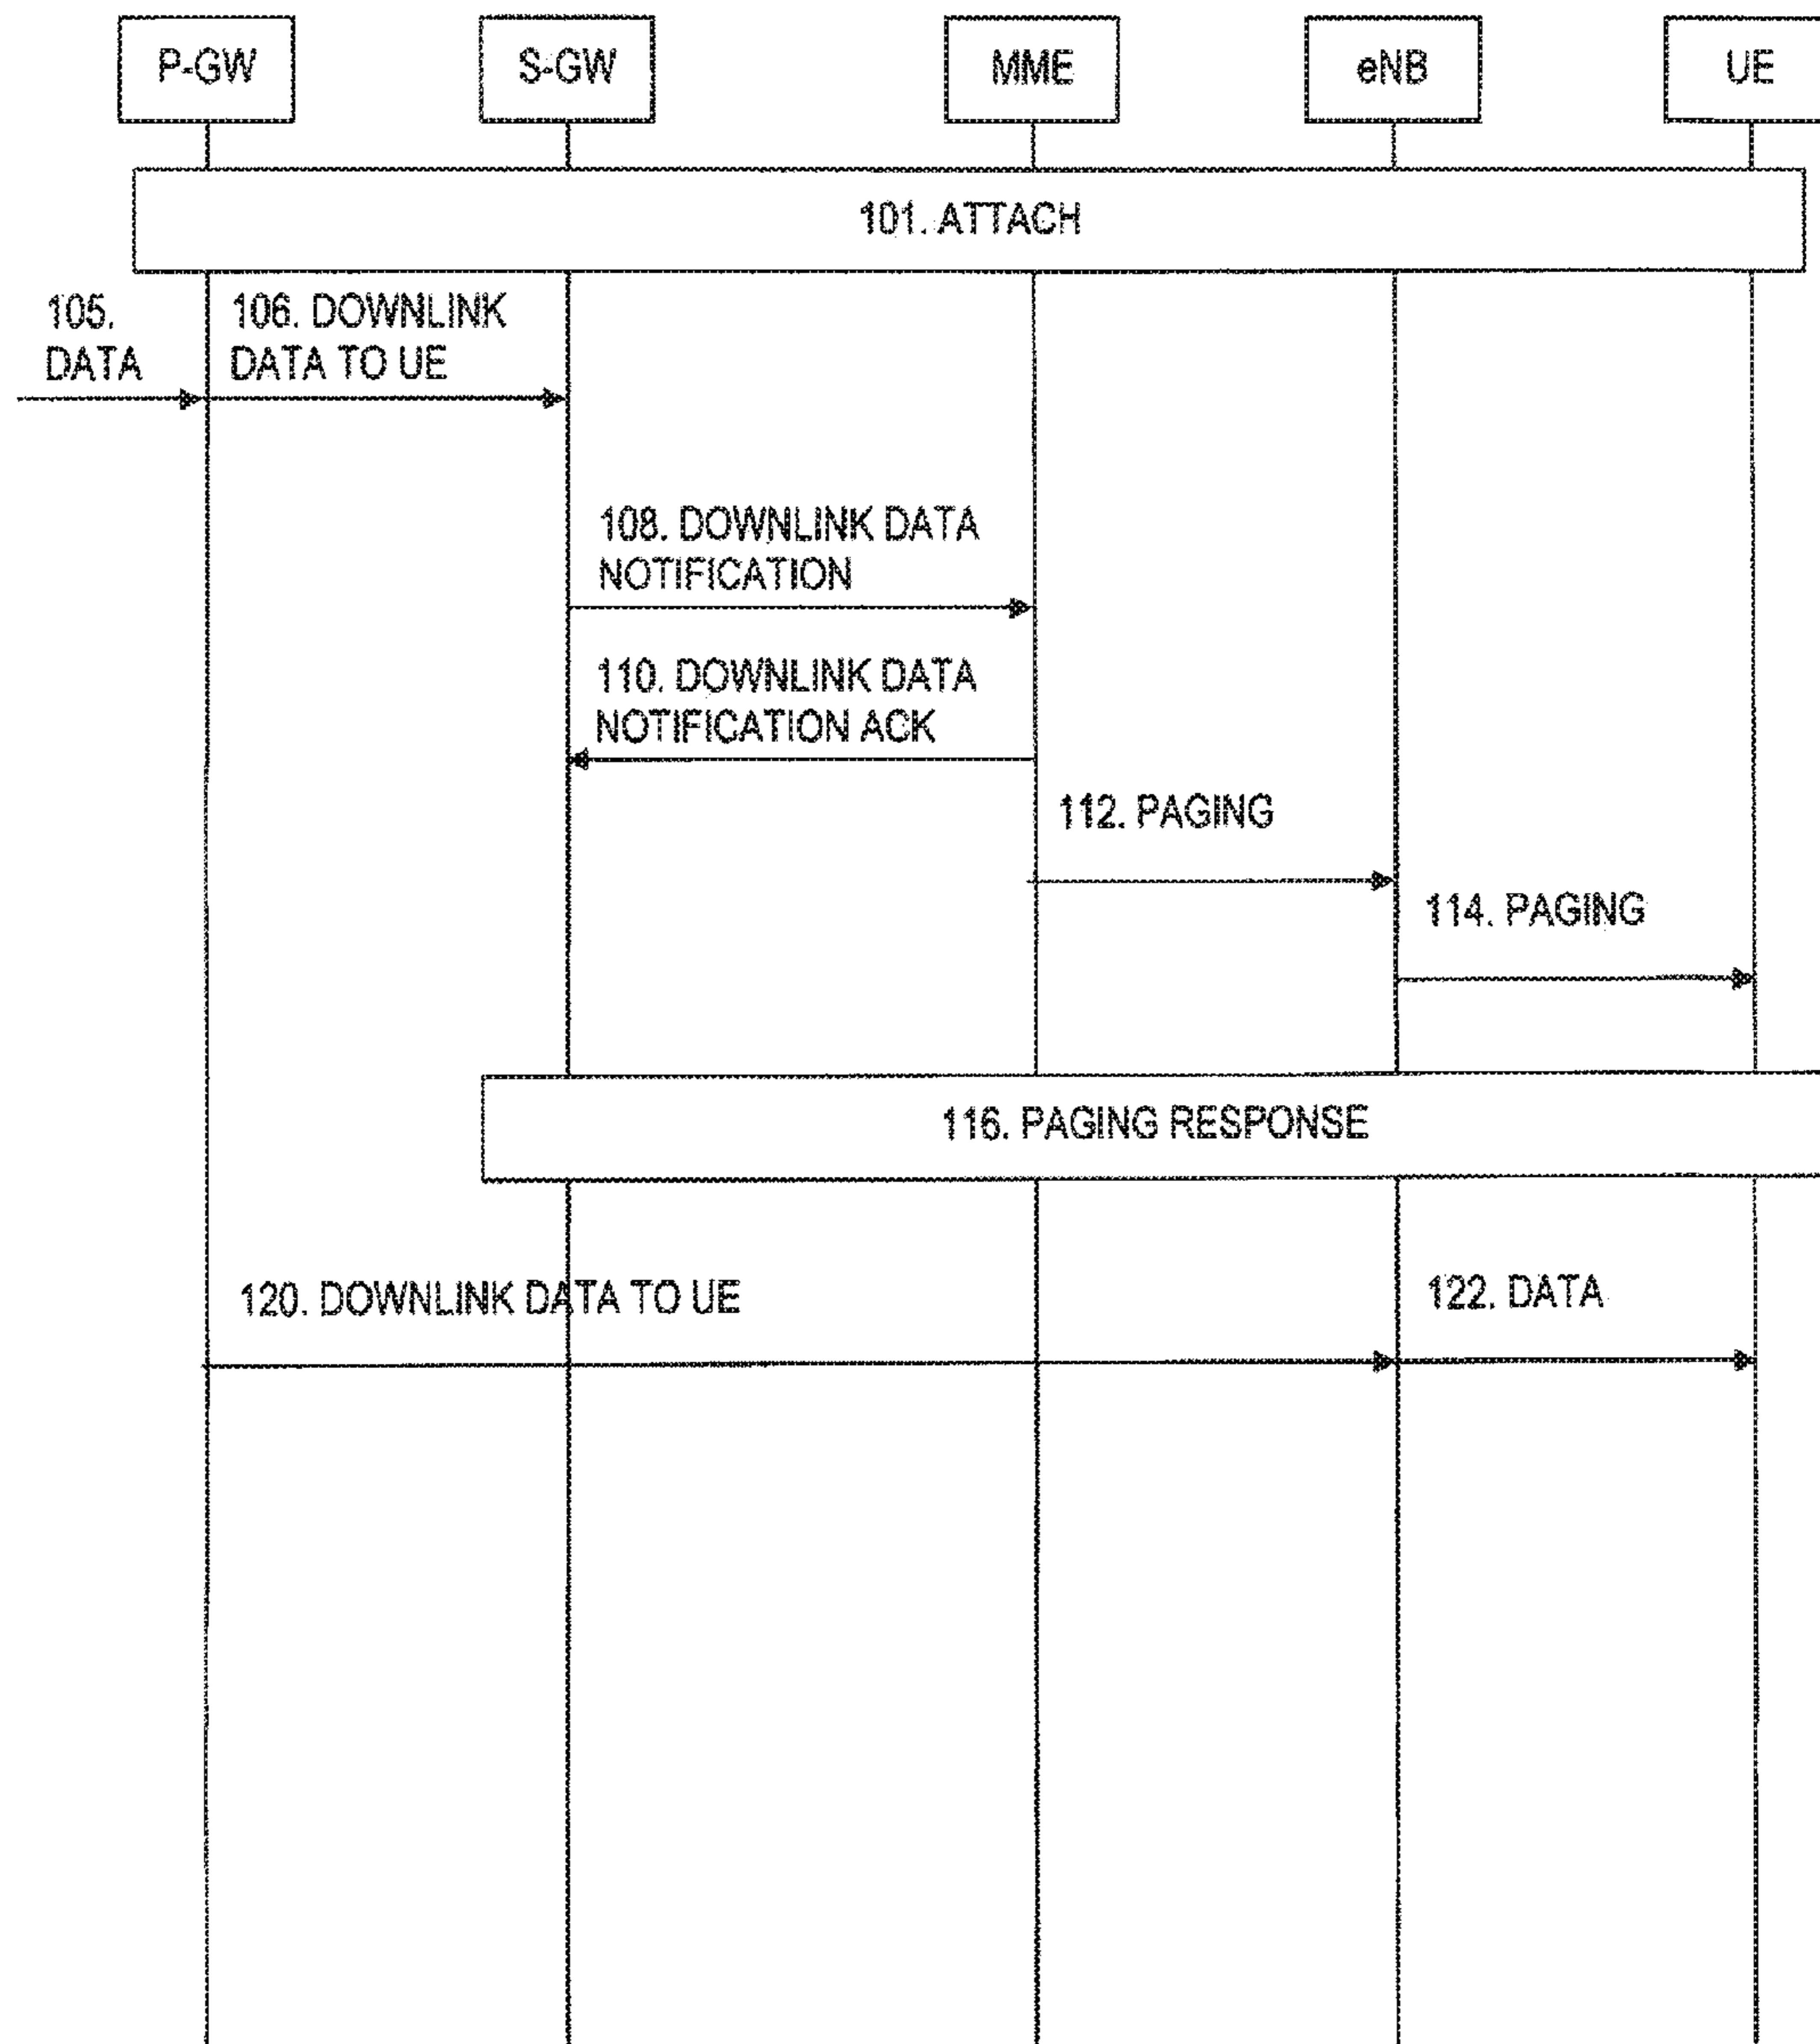 P-GW
S-GW
MME
eNB
UE
101. ATTACH
105.
DATA
106. DOWNLINK
DATA TO UE
108. DOWNLINK DATA
NOTIFICATION
110. DOWNLINK DATA
NOTIFICATION ACK
112. PAGING
114. PAGING
116. PAGING RESPONSE
120. DOWNLINK DATA TO UE
122. DATA